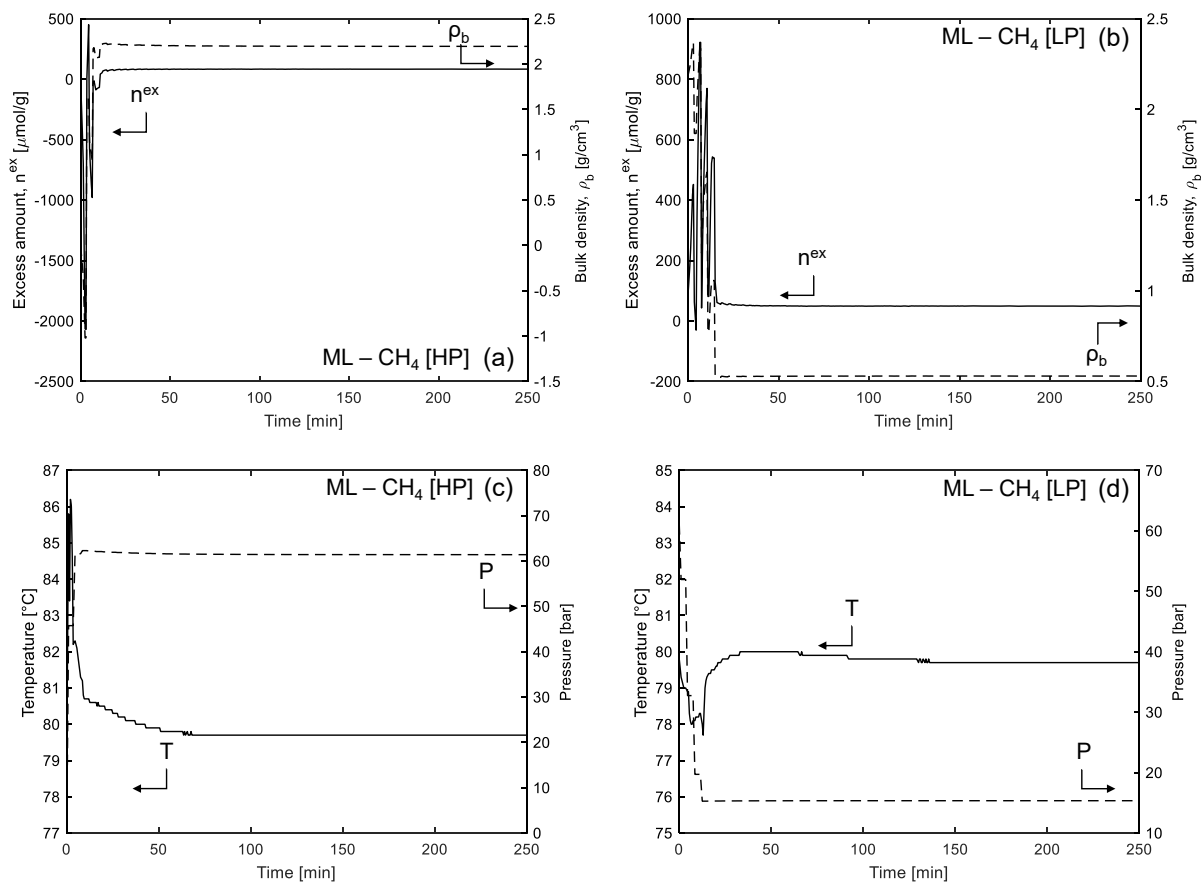 ML – CH₄ [HP] (a)
Excess amount, nᵉˣ [μmol/g]
500
0
-500
-1000
-1500
-2000
-2500
0 50 100 150 200 250
Time [min]
2.5
2
1.5
1
0.5
0
-0.5
-1
-1.5
Bulk density, ρb [g/cm³]
ρb
nᵉˣ
ML – CH₄ [LP] (b)
Excess amount, nᵉˣ [μmol/g]
1000
800
600
400
200
0
-200
0 50 100 150 200 250
Time [min]
2.5
2
1.5
1
0.5
Bulk density, ρb [g/cm³]
nᵉˣ
ρb
ML – CH₄ [HP] (c)
Temperature [°C]
87
86
85
84
83
82
81
80
79
78
77
0 50 100 150 200 250
Time [min]
80
70
60
50
40
30
20
10
0
Pressure [bar]
P
T
ML – CH₄ [LP] (d)
Temperature [°C]
85
84
83
82
81
80
79
78
77
76
75
0 50 100 150 200 250
Time [min]
70
60
50
40
30
20
10
Pressure [bar]
T
P